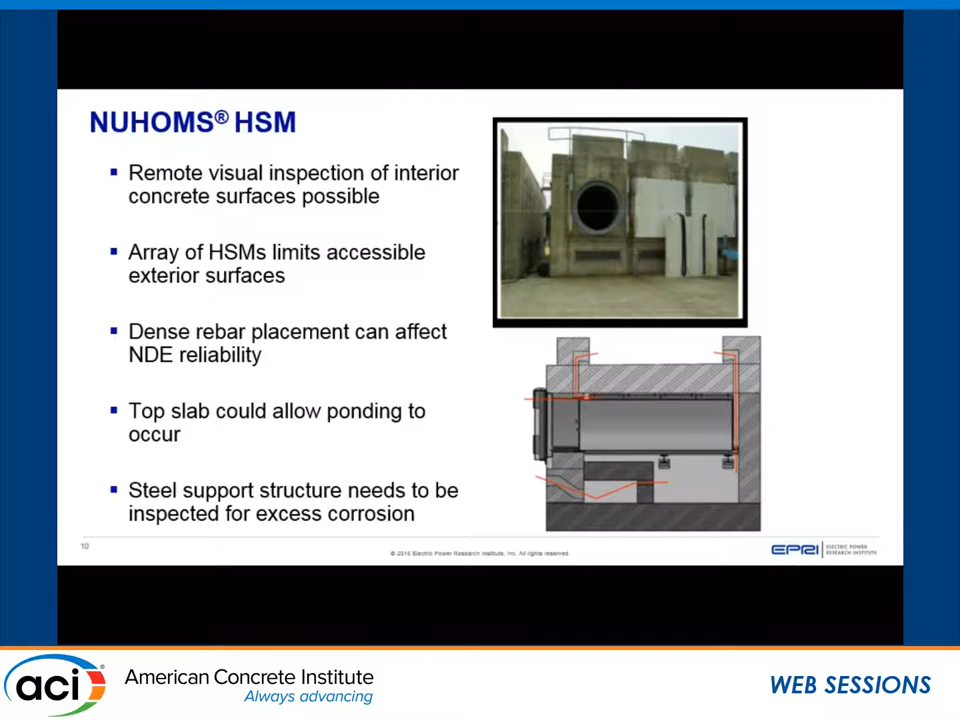 NUHOMS® HSM
▪ Remote visual inspection of interior
concrete surfaces possible
▪ Array of HSMs limits accessible
exterior surfaces
▪ Dense rebar placement can affect
NDE reliability
▪ Top slab could allow ponding to
occur
▪ Steel support structure needs to be
inspected for excess corrosion
10
© 2015 Electric Power Research Institute, Inc. All rights reserved.
EPRI ELECTRIC POWER
RESEARCH INSTITUTE
aci®
American Concrete Institute
Always advancing
WEB SESSIONS